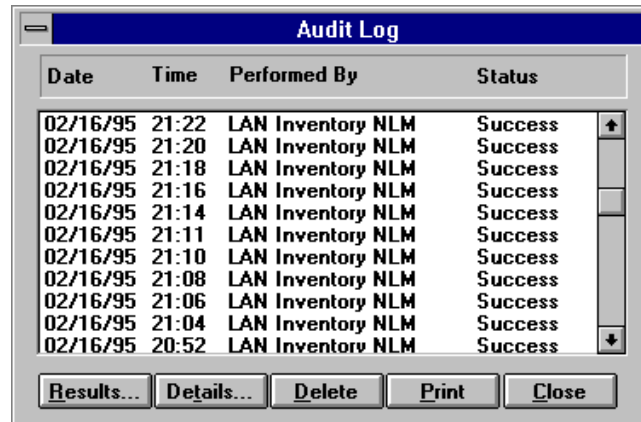 Audit Log
Date Time Performed By Status
02/16/95 21:22 LAN Inventory NLM Success
02/16/95 21:20 LAN Inventory NLM Success
02/16/95 21:18 LAN Inventory NLM Success
02/16/95 21:16 LAN Inventory NLM Success
02/16/95 21:14 LAN Inventory NLM Success
02/16/95 21:11 LAN Inventory NLM Success
02/16/95 21:10 LAN Inventory NLM Success
02/16/95 21:08 LAN Inventory NLM Success
02/16/95 21:06 LAN Inventory NLM Success
02/16/95 21:04 LAN Inventory NLM Success
02/16/95 20:52 LAN Inventory NLM Success
Results... Details... Delete Print Close